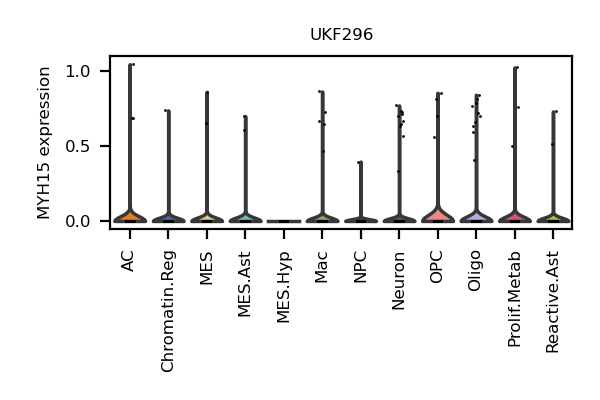 UKF296
MYH15 expression
1.0
0.5
0.0
AC
Chromatin.Reg
MES
MES.Ast
MES.Hyp
Mac
NPC
Neuron
OPC
Oligo
Prolif.Metab
Reactive.Ast